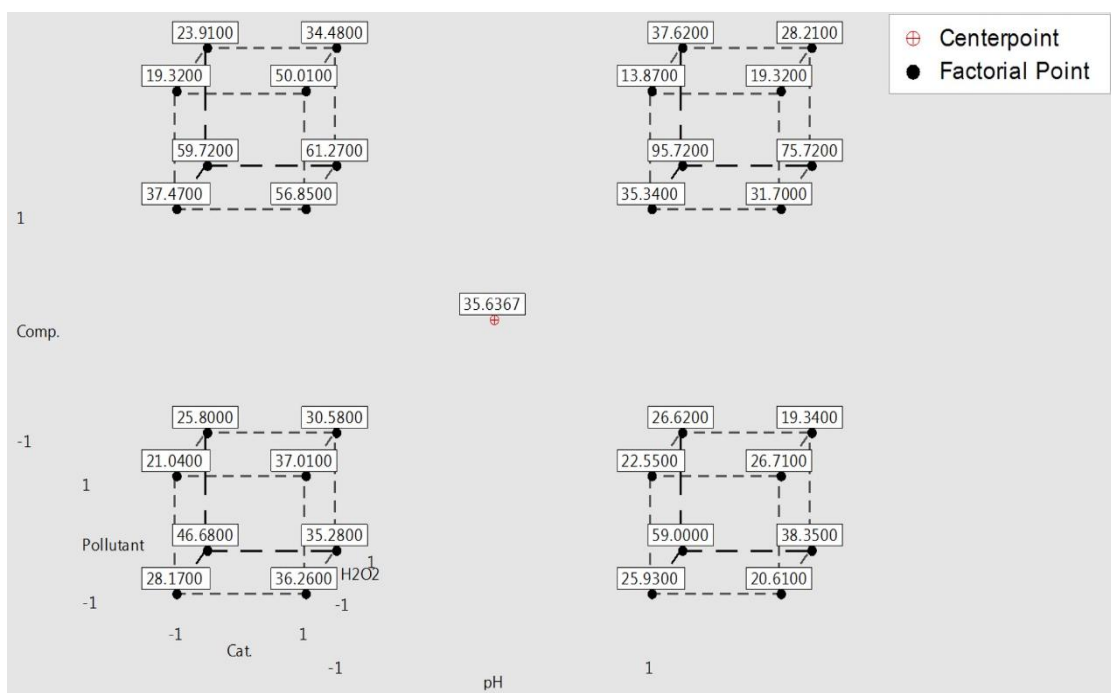 23.9100 34.4800 37.6200 28.2100
Centerpoint
Factorial Point
19.3200 50.0100 13.8700 19.3200
59.7200 61.2700 95.7200 75.7200
37.4700 56.8500 35.3400 31.7000
1
35.6367
Comp.
25.8000 30.5800 26.6200 19.3400
-1
21.0400 37.0100 22.5500 26.7100
1
46.6800 35.2800 59.0000 38.3500
Pollutant
1
H2O2
28.1700 36.2600 25.9300 20.6100
-1 -1
-1 1
Cat.
-1 1
pH